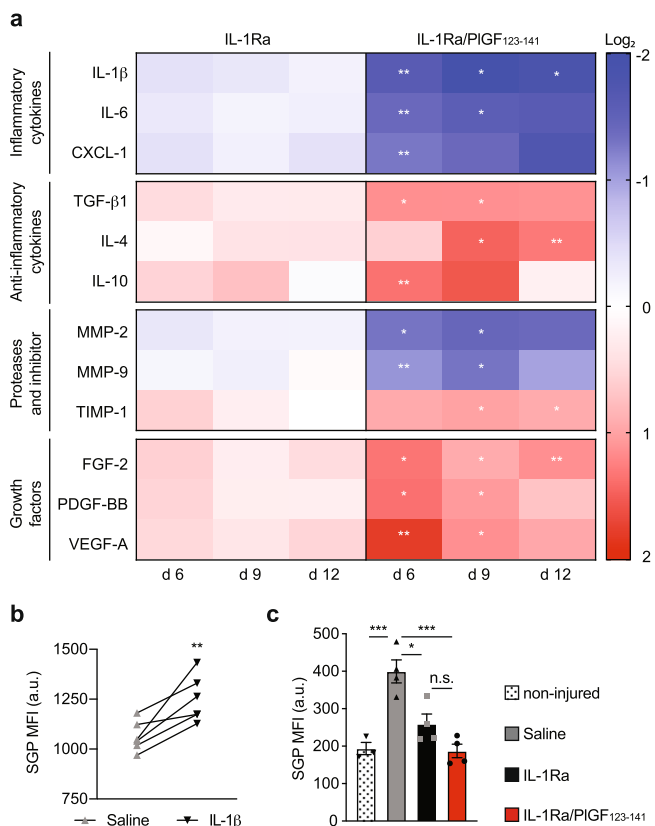 a
IL-1Ra IL-1Ra/PlGF₁₂₃₋₁₄₁ Log₂
Inflammatory
cytokines
IL-1β ** * * -2
IL-6 ** *
CXCL-1 ** -1
Anti-inflammatory
cytokines
TGF-β1 * *
IL-4 * **
IL-10 ** 0
Proteases
and inhibitor
MMP-2 * *
MMP-9 ** *
TIMP-1 * * 1
Growth
factors
FGF-2 * * **
PDGF-BB * *
VEGF-A ** * 2
d 6 d 9 d 12 d 6 d 9 d 12
b
SGP MFI (a.u.)
1500
1250
1000
750
**
Saline IL-1β
c
SGP MFI (a.u.)
500
400
300
200
100
0
*** ***
*
n.s.
non-injured
Saline
IL-1Ra
IL-1Ra/PlGF₁₂₃₋₁₄₁